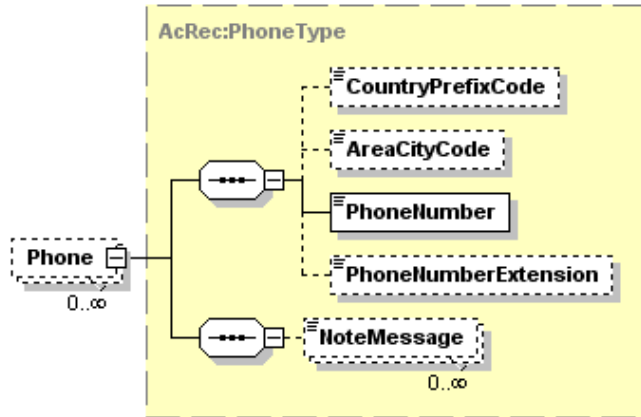 AcRec:PhoneType
CountryPrefixCode
AreaCityCode
PhoneNumber
PhoneNumberExtension
Phone
0..∞
NoteMessage
0..∞